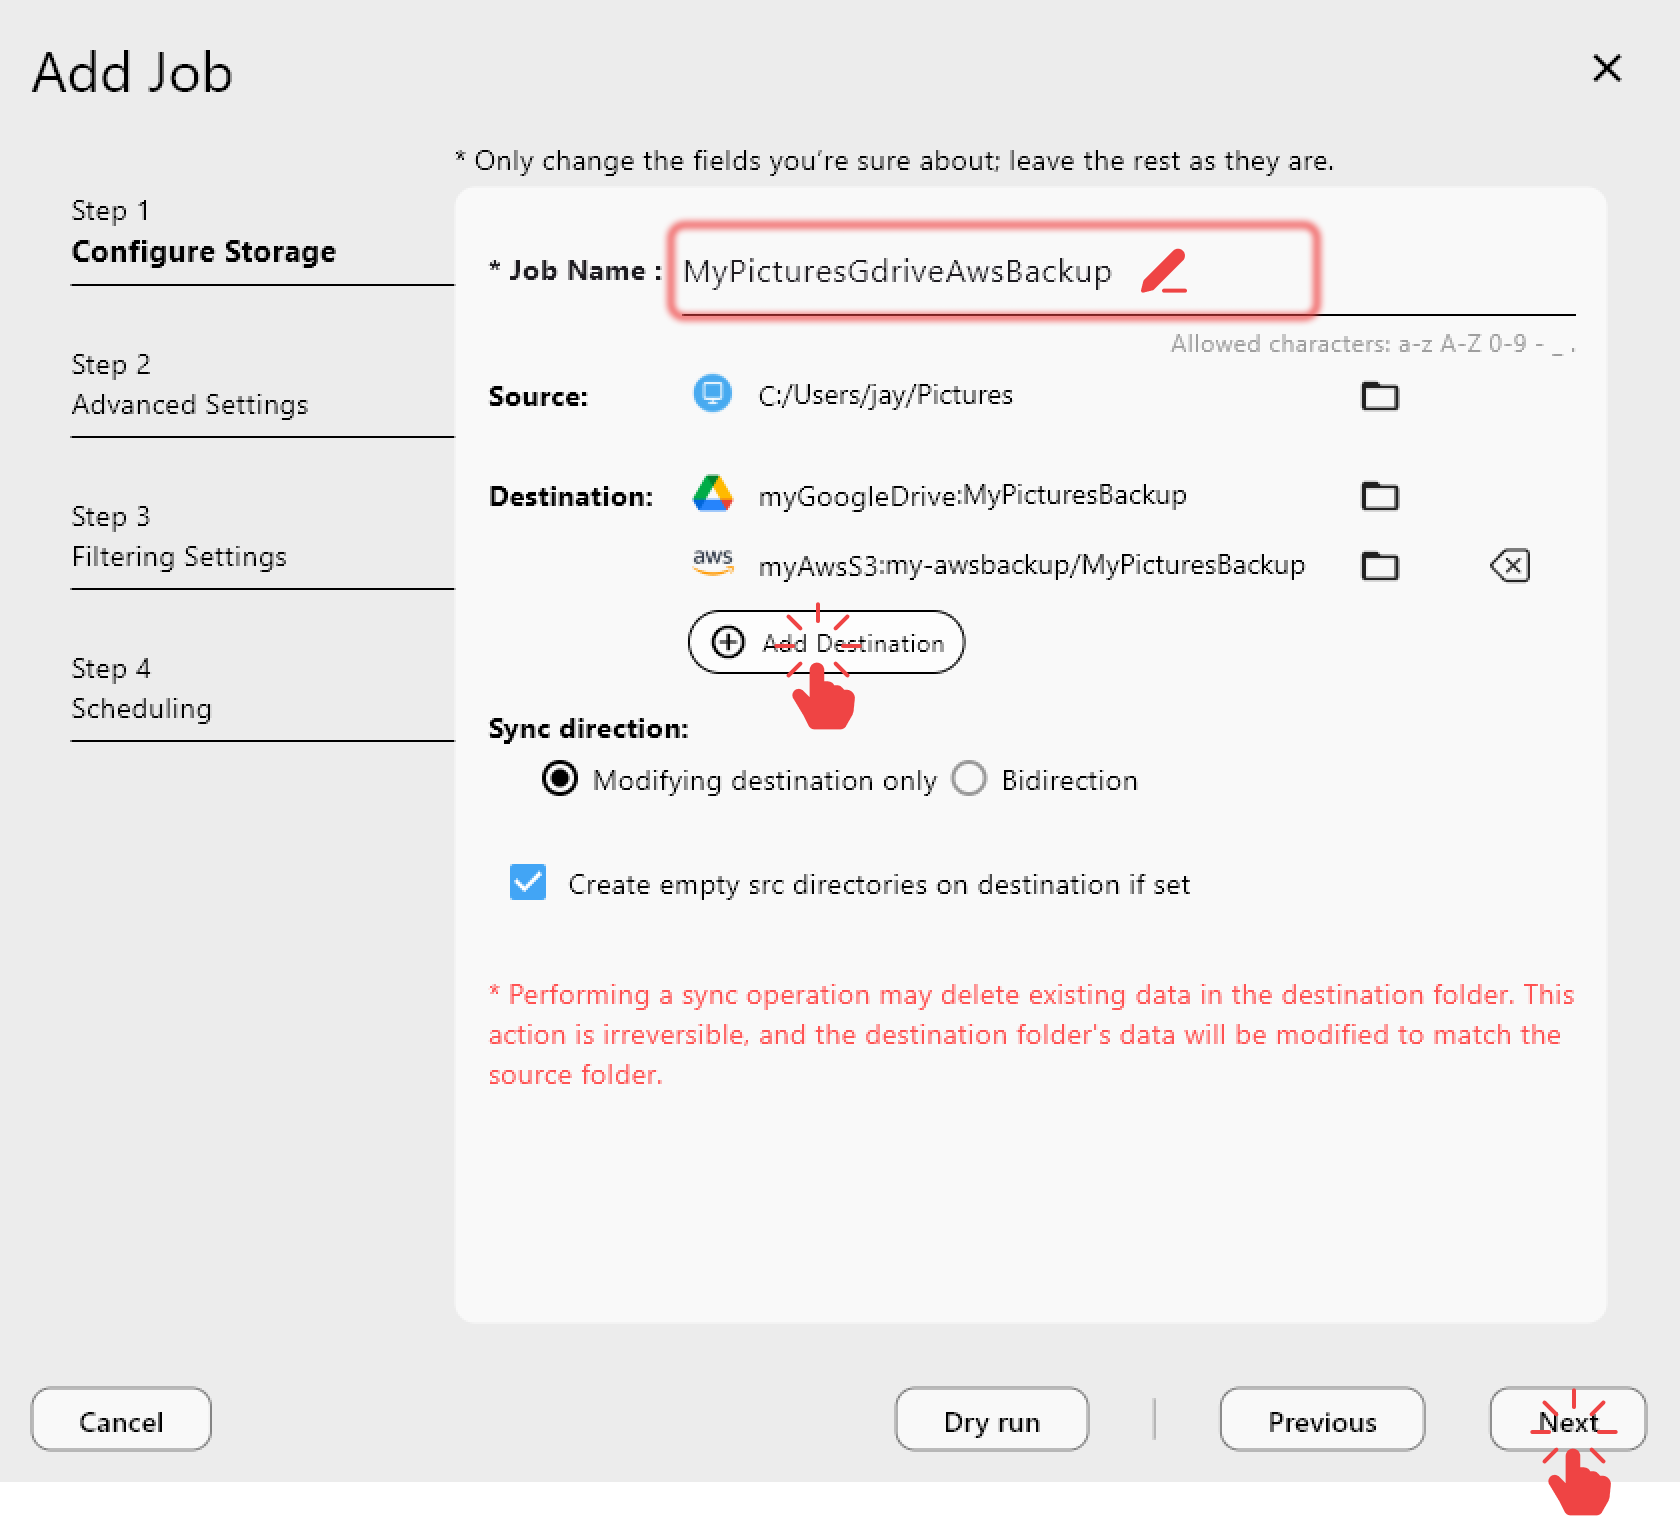 Add Job
* Only change the fields you're sure about; leave the rest as they are.
Step 1
Configure Storage
Step 2
Advanced Settings
Step 3
Filtering Settings
Step 4
Scheduling
* Job Name : MyPicturesGdriveAwsBackup
Allowed characters: a-z A-Z 0-9 - _ .
Source: C:/Users/jay/Pictures
Destination: myGoogleDrive:MyPicturesBackup
aws myAwsS3:my-awsbackup/MyPicturesBackup
Add Destination
Sync direction:
Modifying destination only Bidirection
Create empty src directories on destination if set
* Performing a sync operation may delete existing data in the destination folder. This
action is irreversible, and the destination folder's data will be modified to match the
source folder.
Cancel Dry run Previous Next